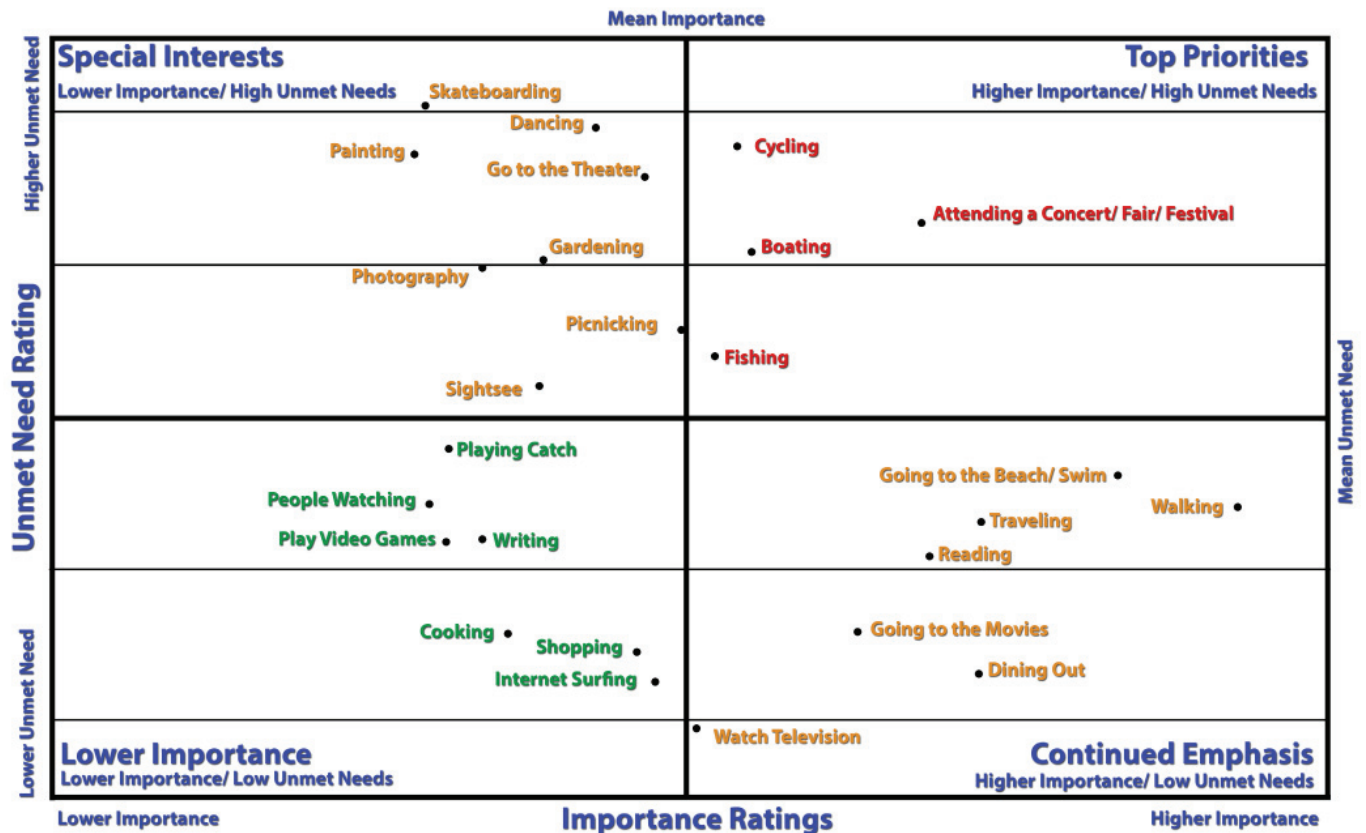 Mean Importance
Special Interests
Top Priorities
Lower Importance/ High Unmet Needs
Higher Importance/ High Unmet Needs
Higher Unmet Need
Skateboarding
Dancing
Painting
Cycling
Go to the Theater
Attending a Concert/ Fair/ Festival
Gardening
Boating
Photography
Picnicking
Fishing
Sightsee
Unmet Need Rating
Mean Unmet Need
Playing Catch
Going to the Beach/ Swim
People Watching
Walking
Traveling
Play Video Games
Writing
Reading
Cooking
Going to the Movies
Shopping
Dining Out
Internet Surfing
Lower Unmet Need
Watch Television
Lower Importance
Continued Emphasis
Lower Importance/ Low Unmet Needs
Higher Importance/ Low Unmet Needs
Lower Importance
Importance Ratings
Higher Importance